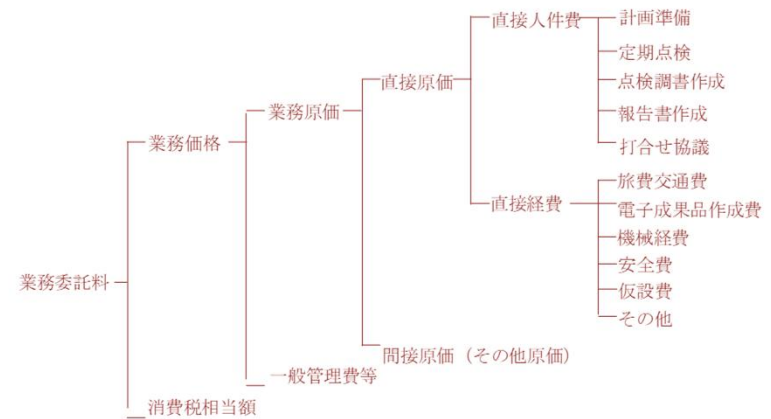 直接人件費
計画準備
定期点検
点検調書作成
報告書作成
打合せ協議
直接原価
業務原価
業務価格
直接経費
旅費交通費
電子成果品作成費
機械経費
安全費
仮設費
その他
業務委託料
間接原価（その他原価）
一般管理費等
消費税相当額